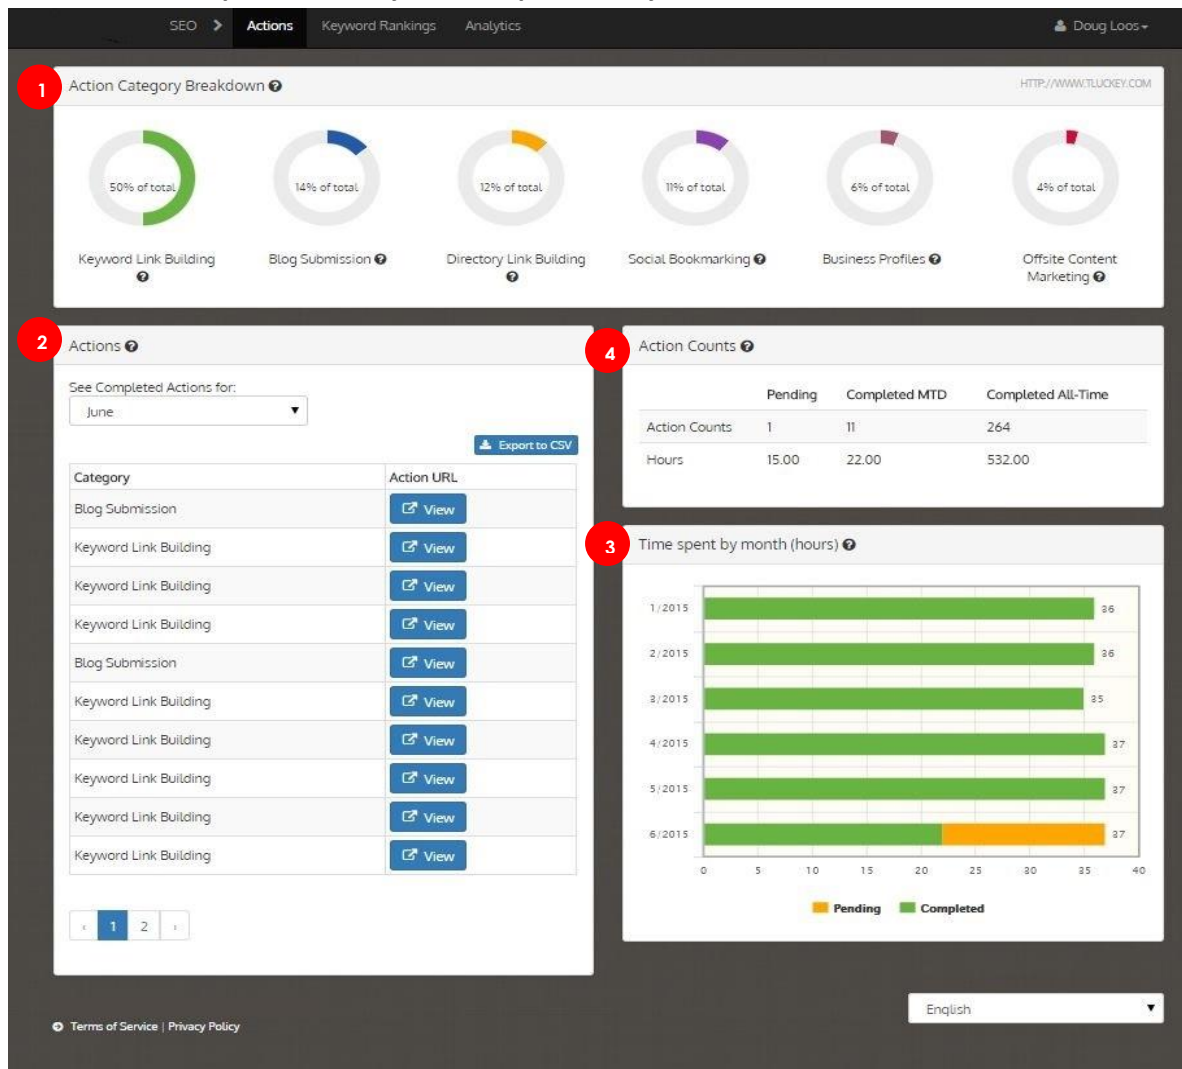 SEO Actions Keyword Rankings Analytics Doug Loos
1 Action Category Breakdown HTTP://WWW.TLUCKEY.COM
50% of total 14% of total 12% of total 11% of total 6% of total 4% of total
Keyword Link Building Blog Submission Directory Link Building Social Bookmarking Business Profiles Offsite Content
Marketing
2 Actions
See Completed Actions for:
June
Export to CSV
Category Action URL
Blog Submission View
Keyword Link Building View
Keyword Link Building View
Keyword Link Building View
Blog Submission View
Keyword Link Building View
Keyword Link Building View
Keyword Link Building View
Keyword Link Building View
Keyword Link Building View
‹ 1 2 ›
4 Action Counts
Pending Completed MTD Completed All-Time
Action Counts 1 11 264
Hours 15.00 22.00 532.00
3 Time spent by month (hours)
1/2015 36
2/2015 36
3/2015 35
4/2015 37
5/2015 37
6/2015 37
0 5 10 15 20 25 30 35 40
Pending Completed
English
Terms of Service | Privacy Policy